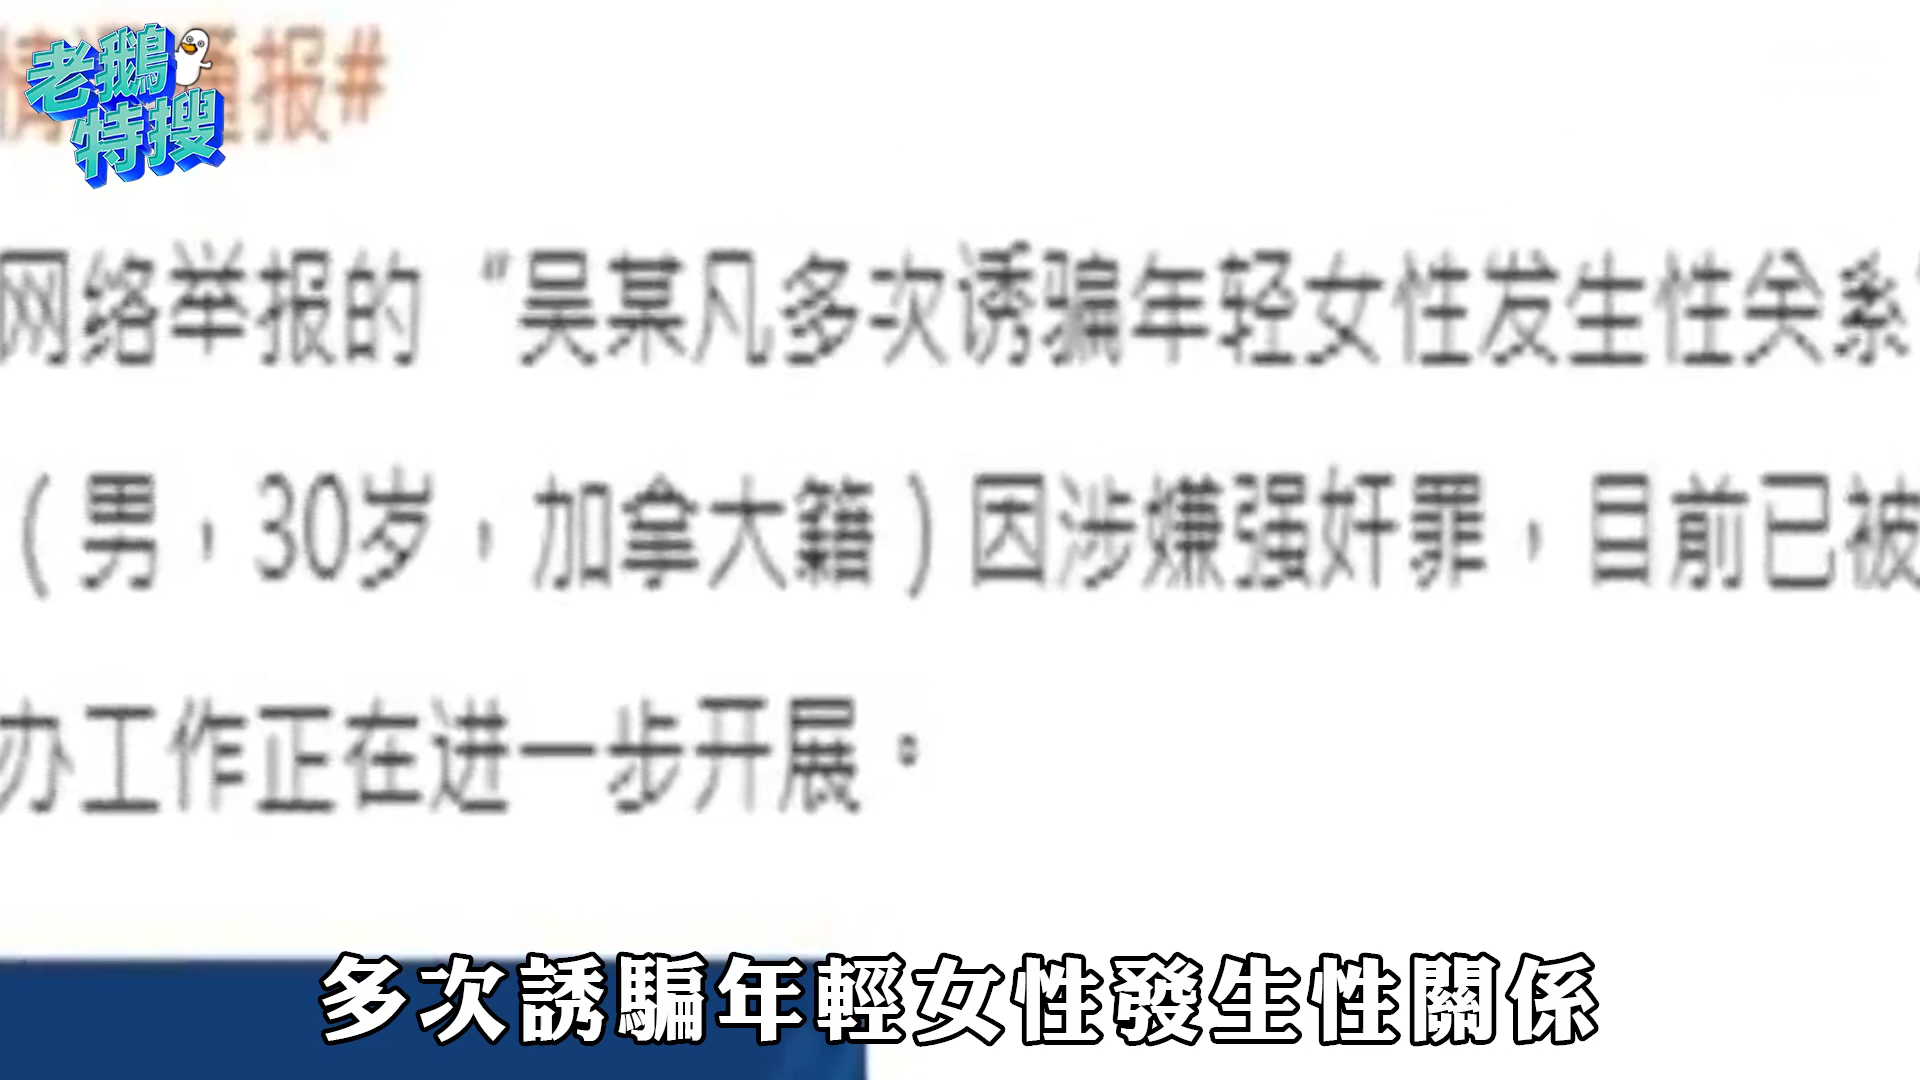 老鵝
特搜
通报#
网络举报的“吴某凡多次诱骗年轻女性发生性关系”
（男，30岁，加拿大籍）因涉嫌强奸罪，目前已被
办工作正在进一步开展。
多次誘騙年輕女性發生性關係